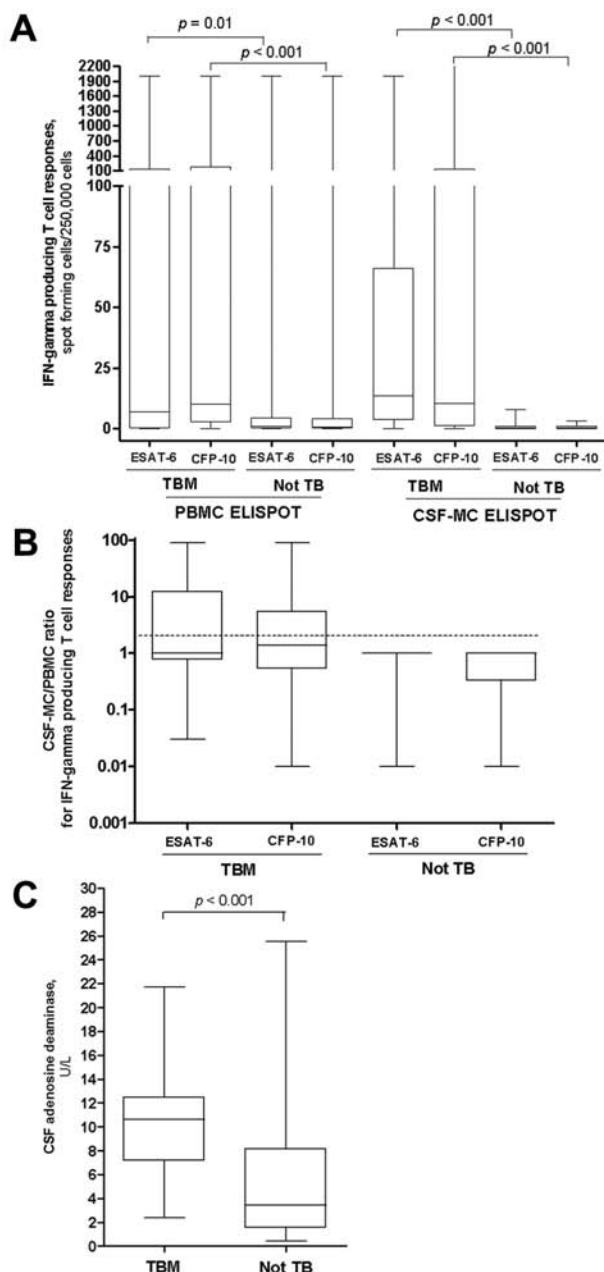 A
p = 0.01
p < 0.001
p < 0.001
p < 0.001
IFN-gamma producing T cell responses,
spot forming cells/250,000 cells
2200
1900
1600
1300
1000
700
400
100
100
75
50
25
0
ESAT-6 CFP-10 ESAT-6 CFP-10 ESAT-6 CFP-10 ESAT-6 CFP-10
TBM Not TB TBM Not TB
PBMC ELISPOT CSF-MC ELISPOT
B
CSF-MC/PBMC ratio
for IFN-gamma producing T cell responses
100
10
1
0.1
0.01
0.001
ESAT-6 CFP-10 ESAT-6 CFP-10
TBM Not TB
C
p < 0.001
CSF adenosine deaminase,
U/L
30
28
26
24
22
20
18
16
14
12
10
8
6
4
2
0
TBM Not TB